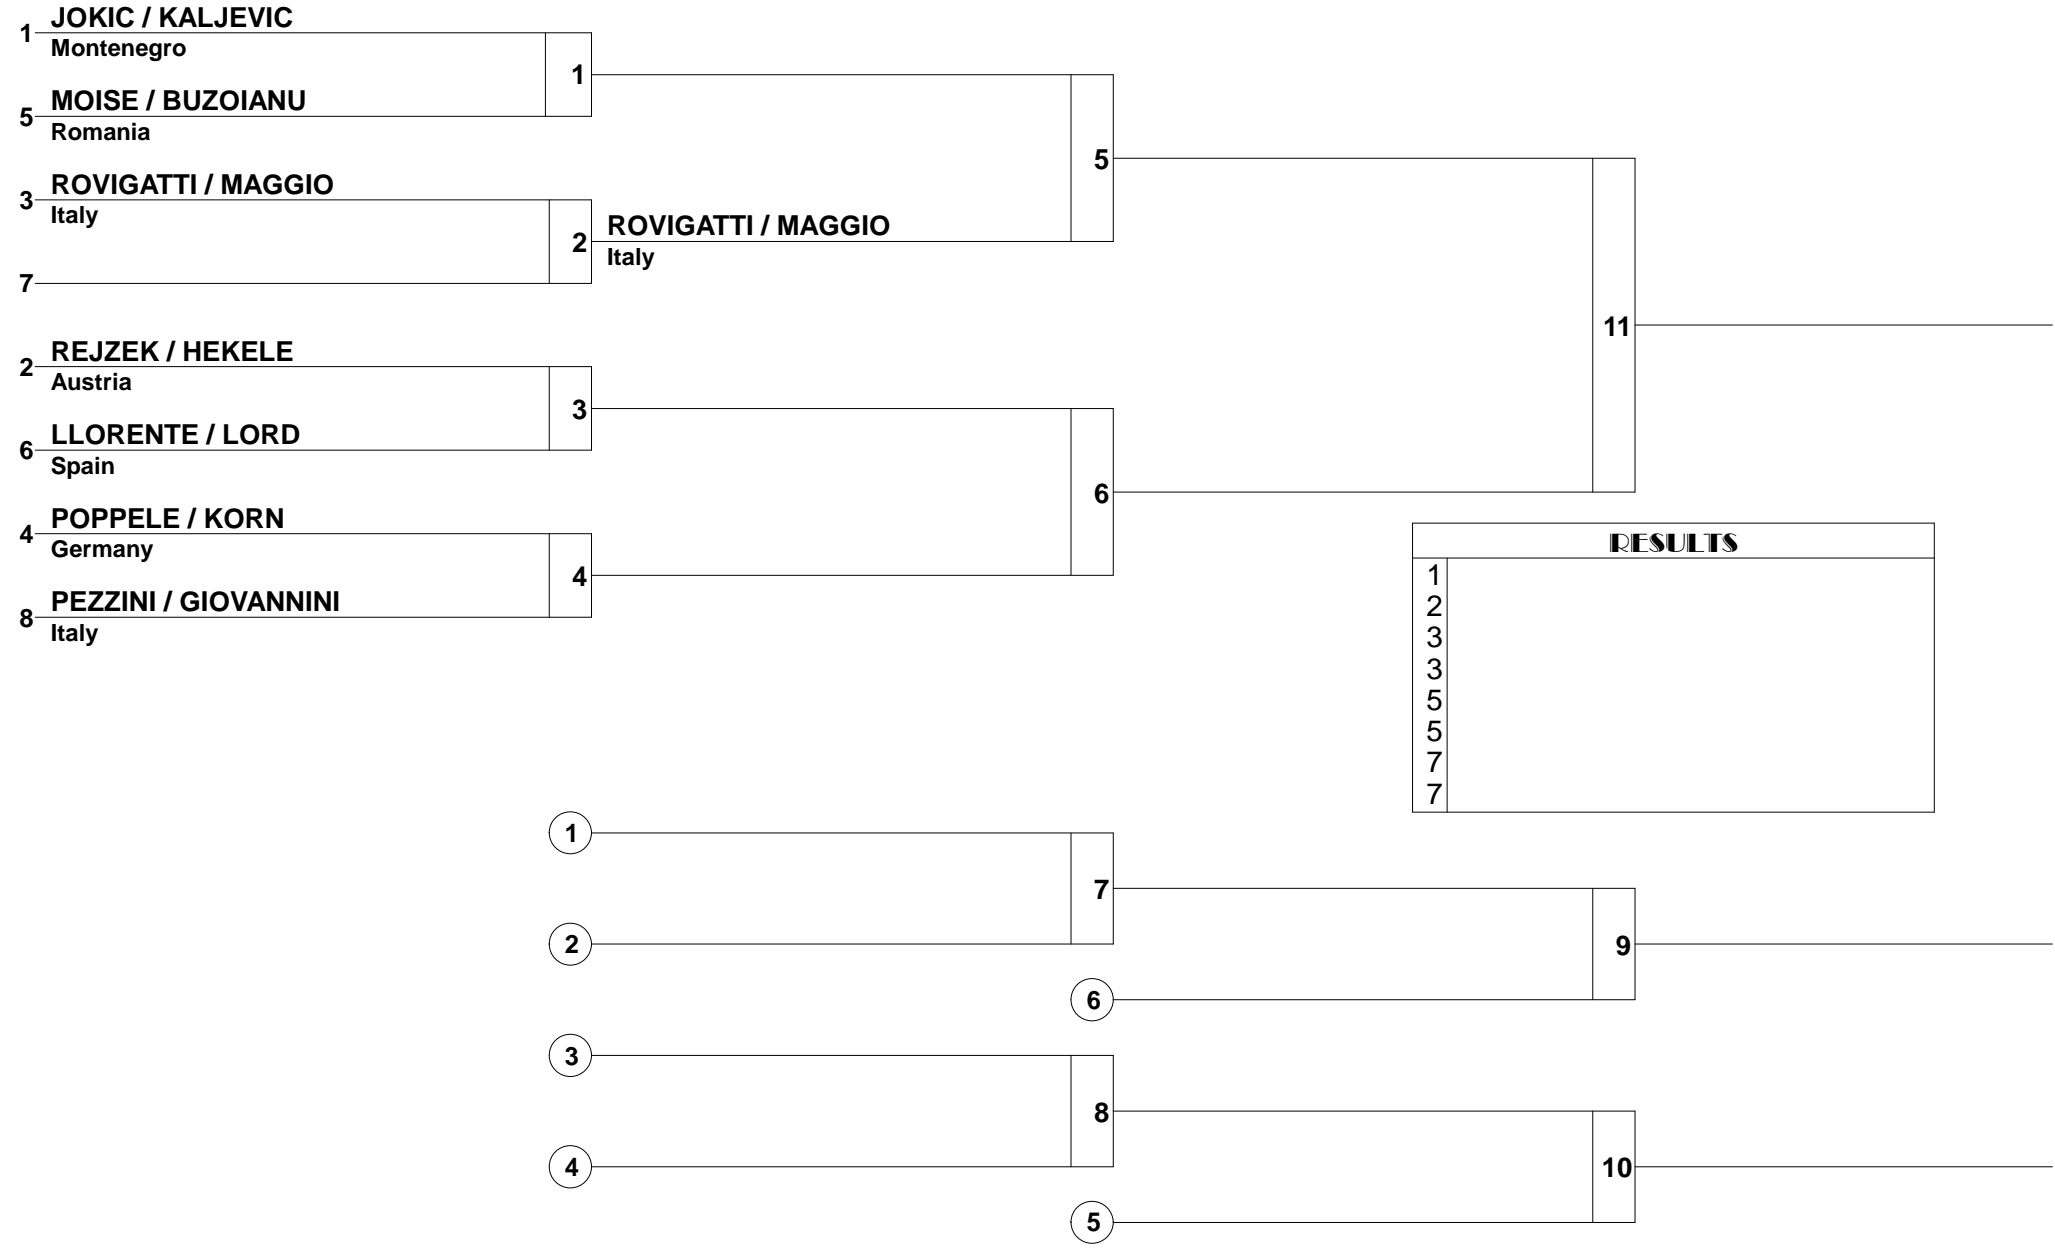 JOKIC / KALJEVIC
1
Montenegro
1
MOISE / BUZOIANU
5
Romania
5
ROVIGATTI / MAGGIO
3
Italy
ROVIGATTI / MAGGIO
2
Italy
7
11
REJZEK / HEKELE
2
Austria
3
LLORENTE / LORD
6
Spain
6
POPPELE / KORN
4
Germany
4
PEZZINI / GIOVANNINI
8
Italy
RESULTS
1
2
3
3
5
5
7
7
1
7
2
9
6
3
8
4
10
5